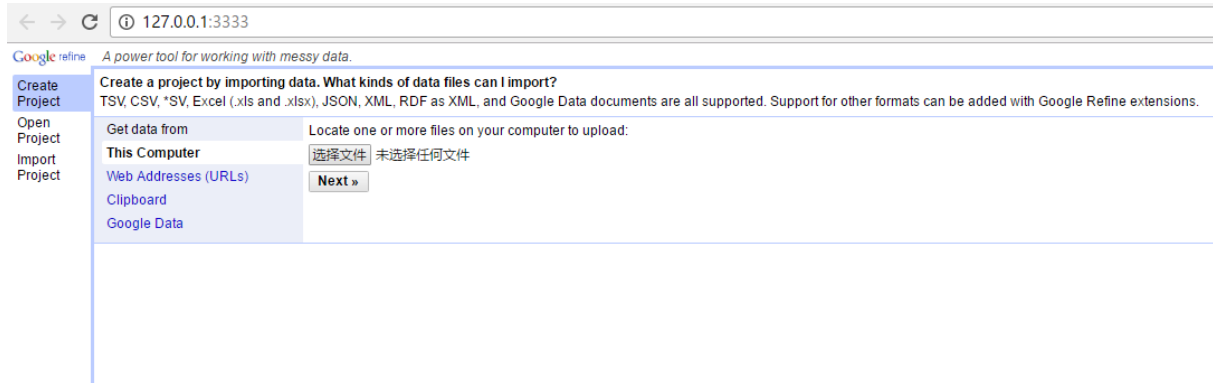 127.0.0.1:3333
Google refine A power tool for working with messy data.
Create
Project
Open
Project
Import
Project
Create a project by importing data. What kinds of data files can I import?
TSV, CSV, *SV, Excel (.xls and .xlsx), JSON, XML, RDF as XML, and Google Data documents are all supported. Support for other formats can be added with Google Refine extensions.
Get data from
This Computer
Web Addresses (URLs)
Clipboard
Google Data
Locate one or more files on your computer to upload:
选择文件 未选择任何文件
Next »